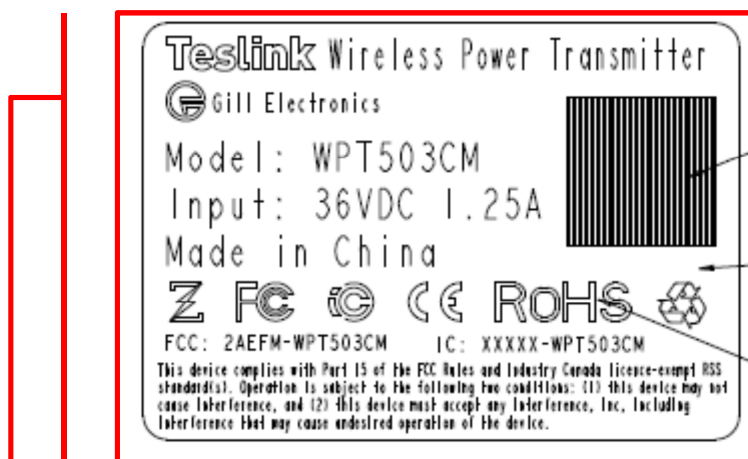 Teslink Wireless Power Transmitter
Gill Electronics
Model: WPT503CM
Input: 36VDC 1.25A
Made in China
FC IC CE RoHS
FCC: 2AEFM-WPT503CM IC: XXXXX-WPT503CM
This device complies with Part 15 of the FCC Rules and Industry Canada licence-exempt RSS
standard(s). Operation is subject to the following two conditions: (1) this device may not
cause interference, and (2) this device must accept any interference, Inc, Including
Interference that may cause undesired operation of the device.